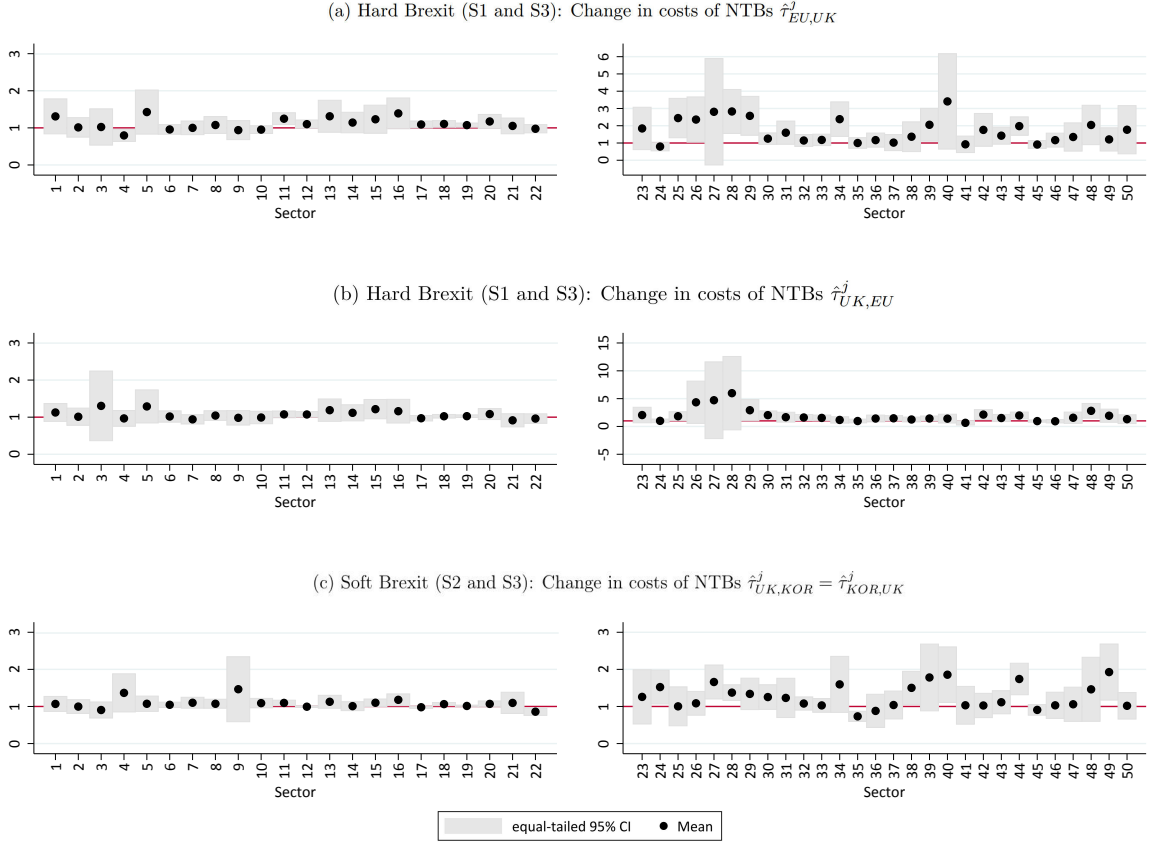 (a) Hard Brexit (S1 and S3): Change in costs of NTBs τ̂ʲ_EU,UK
3
2
1
0
1 2 3 4 5 6 7 8 9 10 11 12 13 14 15 16 17 18 19 20 21 22
Sector
6
5
4
3
2
1
0
23 24 25 26 27 28 29 30 31 32 33 34 35 36 37 38 39 40 41 42 43 44 45 46 47 48 49 50
Sector
(b) Hard Brexit (S1 and S3): Change in costs of NTBs τ̂ʲ_UK,EU
3
2
1
0
1 2 3 4 5 6 7 8 9 10 11 12 13 14 15 16 17 18 19 20 21 22
Sector
15
10
5
0
-5
23 24 25 26 27 28 29 30 31 32 33 34 35 36 37 38 39 40 41 42 43 44 45 46 47 48 49 50
Sector
(c) Soft Brexit (S2 and S3): Change in costs of NTBs τ̂ʲ_UK,KOR = τ̂ʲ_KOR,UK
3
2
1
0
1 2 3 4 5 6 7 8 9 10 11 12 13 14 15 16 17 18 19 20 21 22
Sector
3
2
1
0
23 24 25 26 27 28 29 30 31 32 33 34 35 36 37 38 39 40 41 42 43 44 45 46 47 48 49 50
Sector
equal-tailed 95% CI Mean